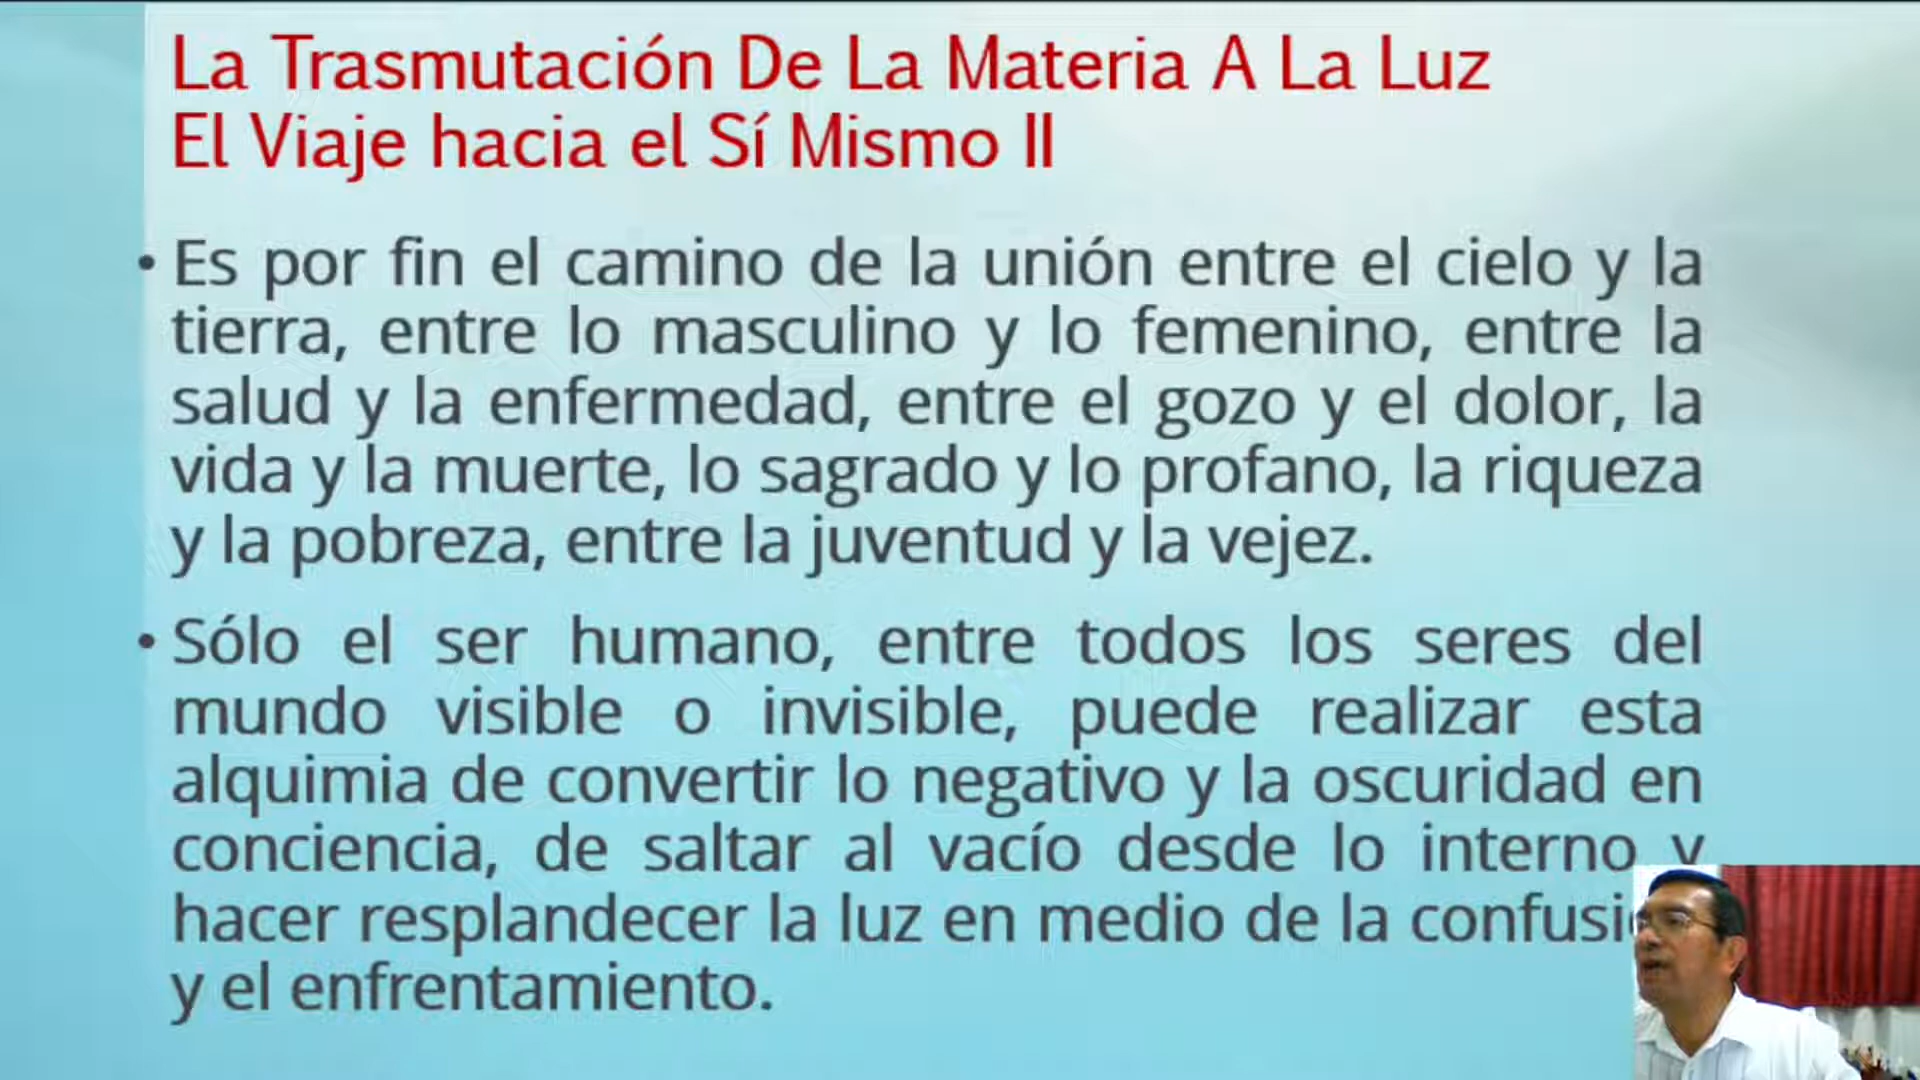 La Trasmutación De La Materia A La Luz
El Viaje hacia el Sí Mismo II
• Es por fin el camino de la unión entre el cielo y la
tierra, entre lo masculino y lo femenino, entre la
salud y la enfermedad, entre el gozo y el dolor, la
vida y la muerte, lo sagrado y lo profano, la riqueza
y la pobreza, entre la juventud y la vejez.
• Sólo el ser humano, entre todos los seres del
mundo visible o invisible, puede realizar esta
alquimia de convertir lo negativo y la oscuridad en
conciencia, de saltar al vacío desde lo interno y
hacer resplandecer la luz en medio de la
y el enfrentamiento.